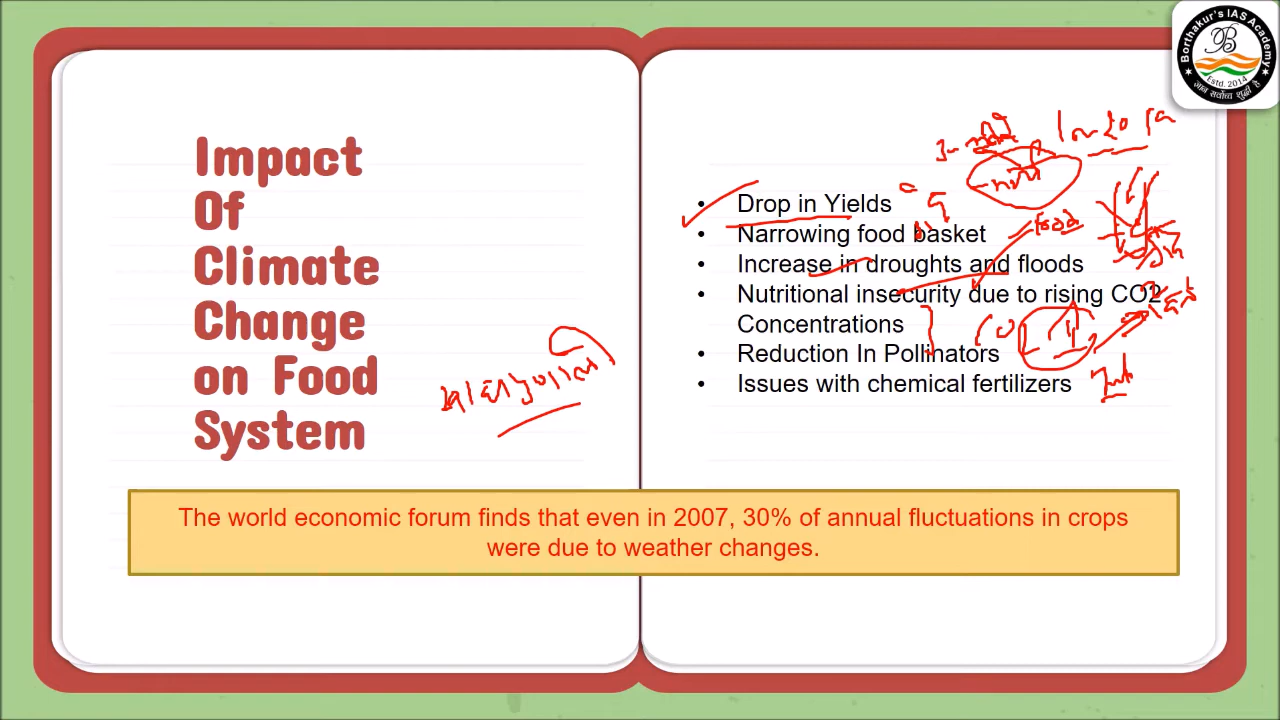 Borthakur's IAS Academy
B
Estd. 2014
ज्ञान सर्वोच्च शुद्धी है
Impact
Of
Climate
Change
on Food
System
• Drop in Yields
• Narrowing food basket
• Increase in droughts and floods
food
• Nutritional insecurity due to rising CO2
Concentrations
• Reduction In Pollinators
• Issues with chemical fertilizers
The world economic forum finds that even in 2007, 30% of annual fluctuations in crops
were due to weather changes.